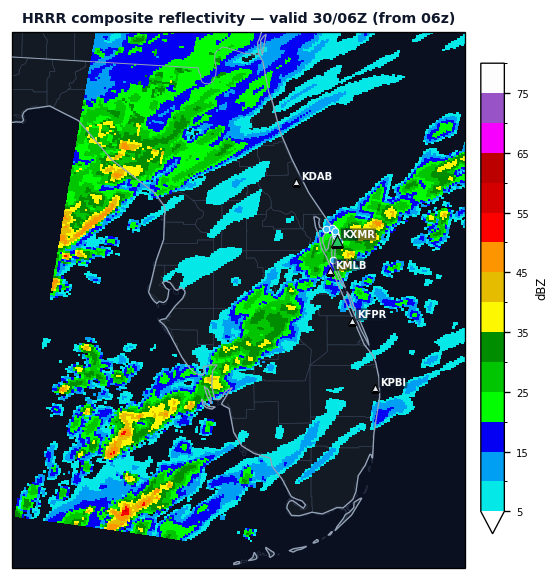 HRRR composite reflectivity — valid 30/06Z (from 06z)
75
65
55
45
35
25
15
5
dBZ
KDAB
KXMR
KMLB
KFPR
KPBI